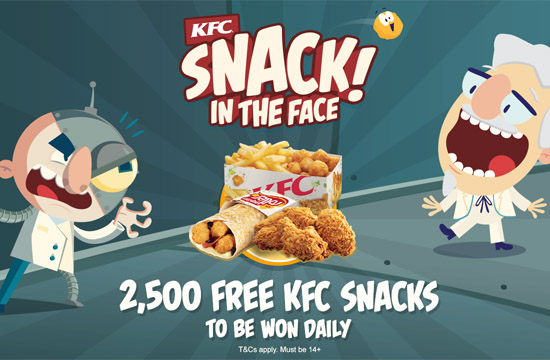 KFC
SNACK!
IN THE FACE
KFC
2,500 FREE KFC SNACKS
TO BE WON DAILY
T&Cs apply. Must be 14+